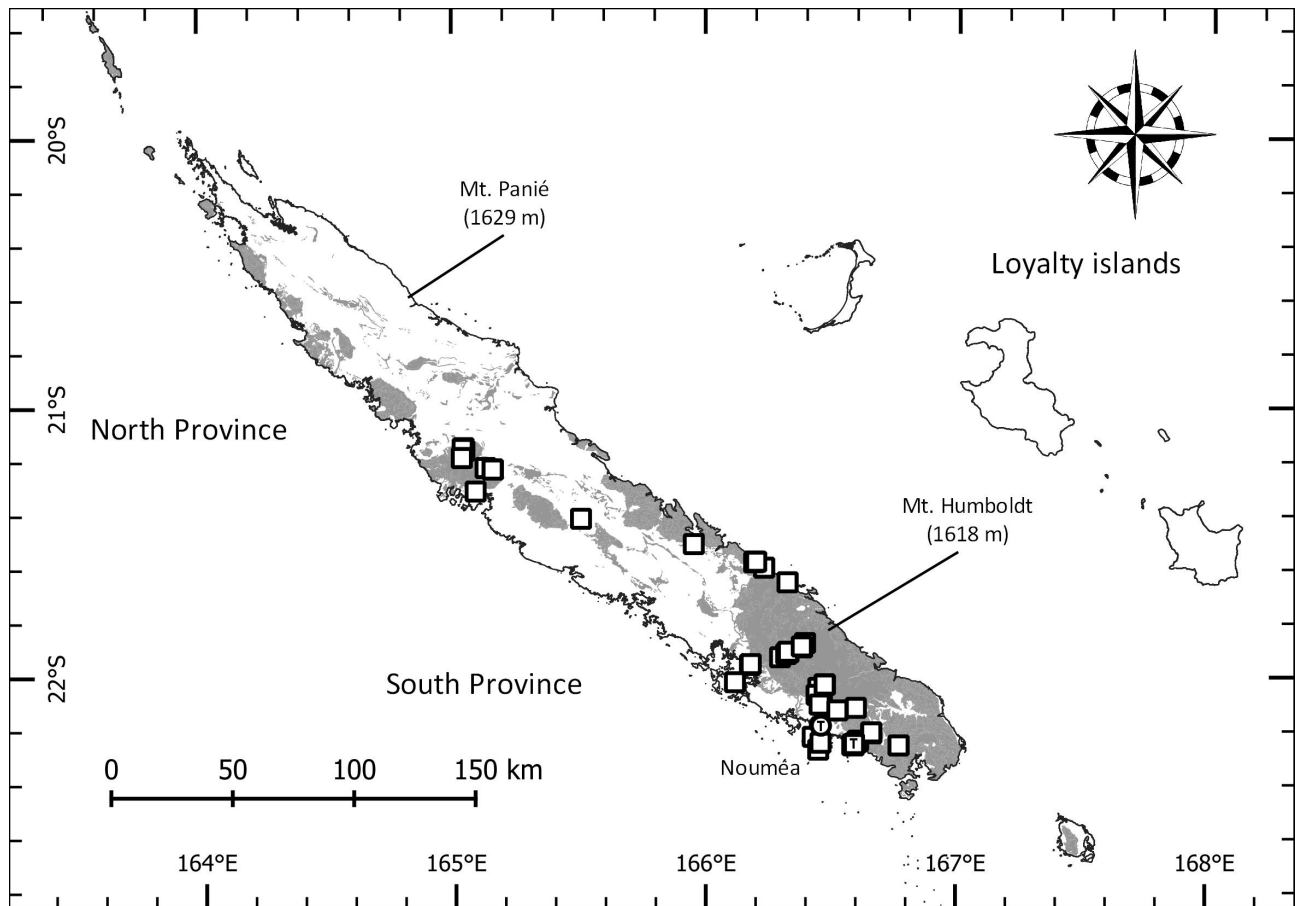 20°S
Mt. Panié
(1629 m)
Loyalty islands
21°S
North Province
Mt. Humboldt
(1618 m)
22°S
South Province
T
T
Nouméa
0 50 100 150 km
164°E 165°E 166°E 167°E 168°E